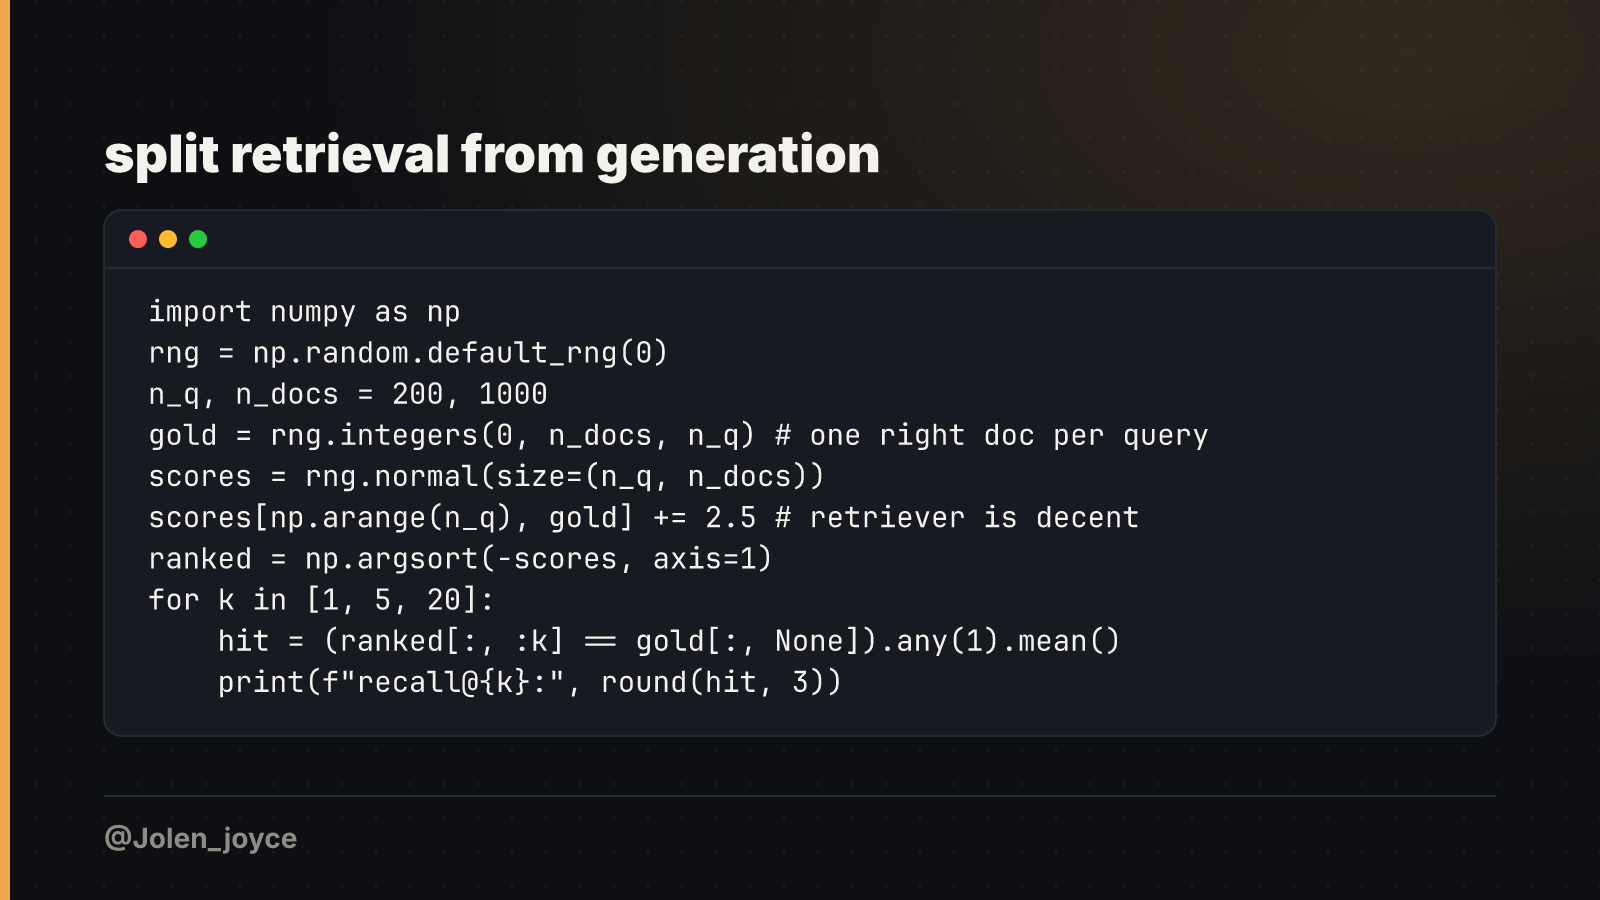 split retrieval from generation
import numpy as np
rng = np.random.default_rng(0)
n_q, n_docs = 200, 1000
gold = rng.integers(0, n_docs, n_q) # one right doc per query
scores = rng.normal(size=(n_q, n_docs))
scores[np.arange(n_q), gold] += 2.5 # retriever is decent
ranked = np.argsort(-scores, axis=1)
for k in [1, 5, 20]:
    hit = (ranked[:, :k] == gold[:, None]).any(1).mean()
    print(f"recall@{k}:", round(hit, 3))
@Jolen_joyce